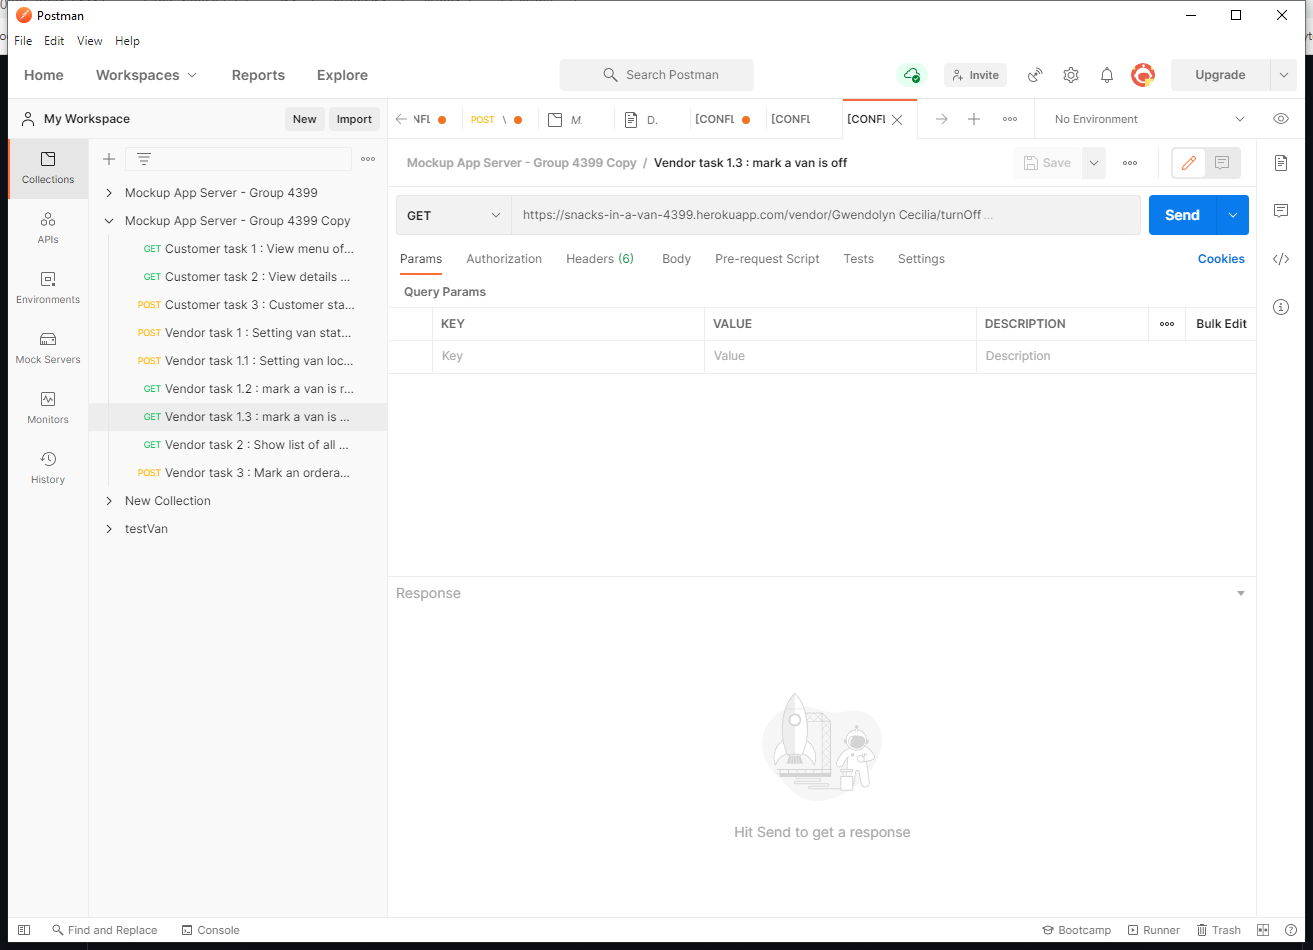 Postman
File Edit View Help
Home Workspaces Reports Explore Search Postman Invite Upgrade
My Workspace New Import
NFL POST \ M. D. [CONFL [CONFL [CONFL No Environment
Collections
APIs
Environments
Mock Servers
Monitors
History
Mockup App Server - Group 4399
Mockup App Server - Group 4399 Copy
GET Customer task 1 : View menu of...
GET Customer task 2 : View details ...
POST Customer task 3 : Customer sta...
POST Vendor task 1 : Setting van stat...
POST Vendor task 1.1 : Setting van loc...
GET Vendor task 1.2 : mark a van is r...
GET Vendor task 1.3 : mark a van is ...
GET Vendor task 2 : Show list of all ...
POST Vendor task 3 : Mark an ordera...
New Collection
testVan
Mockup App Server - Group 4399 Copy / Vendor task 1.3 : mark a van is off Save
GET https://snacks-in-a-van-4399.herokuapp.com/vendor/Gwendolyn Cecilia/turnOff ... Send
Params Authorization Headers (6) Body Pre-request Script Tests Settings Cookies
Query Params
KEY VALUE DESCRIPTION Bulk Edit
Key Value Description
Response
Hit Send to get a response
Find and Replace Console Bootcamp Runner Trash